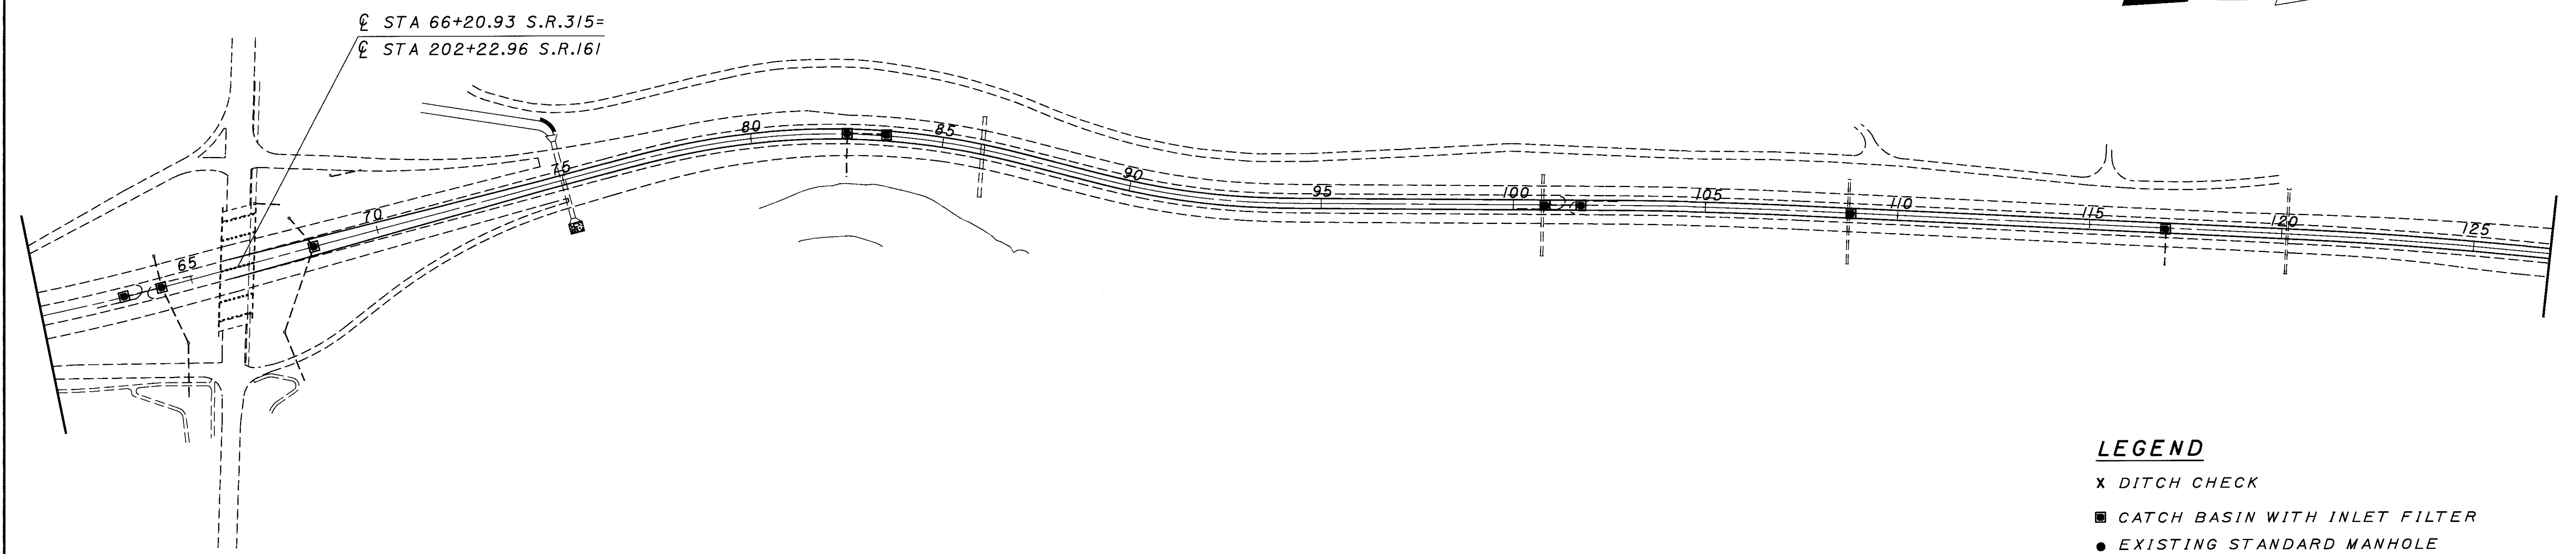 ℄ STA 66+20.93 S.R.315=
℄ STA 202+22.96 S.R.161
65
70
75
80
85
90
95
100
105
110
115
120
125
LEGEND
X DITCH CHECK
CATCH BASIN WITH INLET FILTER
EXISTING STANDARD MANHOLE